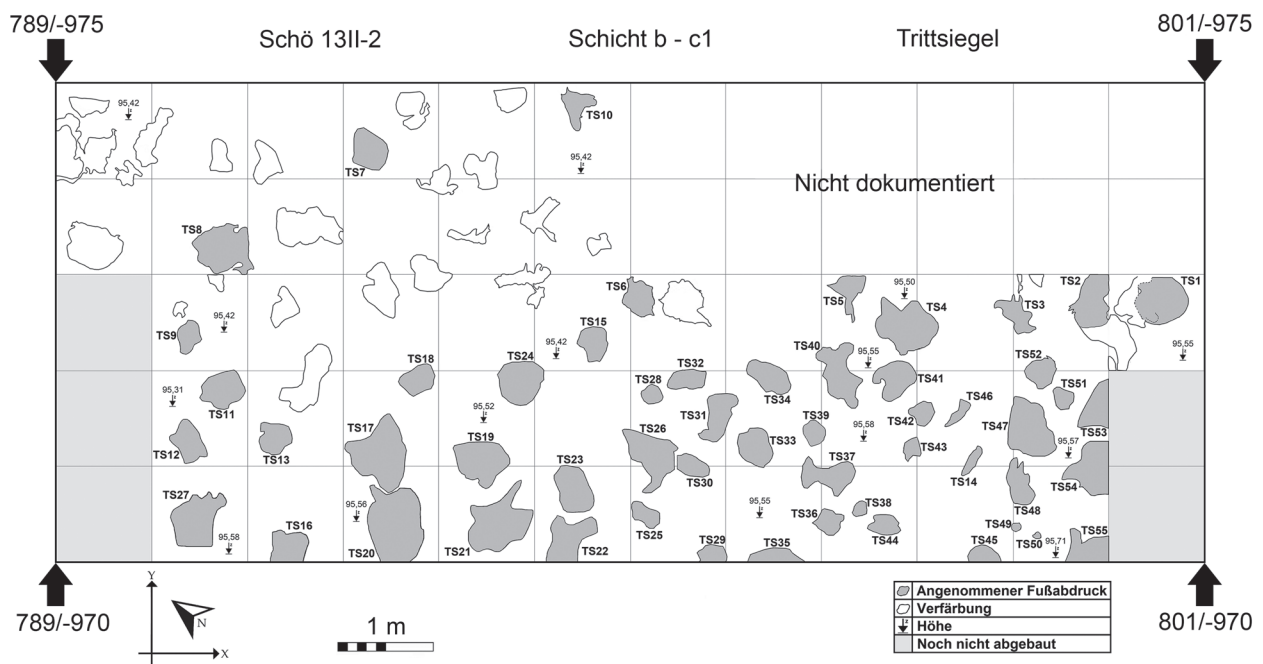 789/-975
801/-975
Schö 13II-2
Schicht b - c1
Trittsiegel
95,42
TS10
TS7
95,42
Nicht dokumentiert
TS8
TS6
TS5
95,50
TS4
TS3
TS2
TS1
TS9
95,42
TS15
95,42
TS40
95,55
95,55
TS18
TS24
TS32
TS52
95,31
TS11
TS28
TS34
TS41
TS51
TS31
TS46
95,52
TS39
TS42
TS17
TS26
95,58
TS47
TS53
TS12
TS13
TS19
TS33
TS43
95,57
TS23
TS30
TS37
TS14
TS54
TS27
95,56
95,55
TS38
TS48
TS36
TS16
TS25
TS49
95,58
TS44
TS50
95,71
TS55
TS20
TS21
TS22
TS29
TS35
TS45
789/-970
801/-970
Y
N
X
1 m
Angenommener Fußabdruck
Verfärbung
Höhe
Noch nicht abgebaut